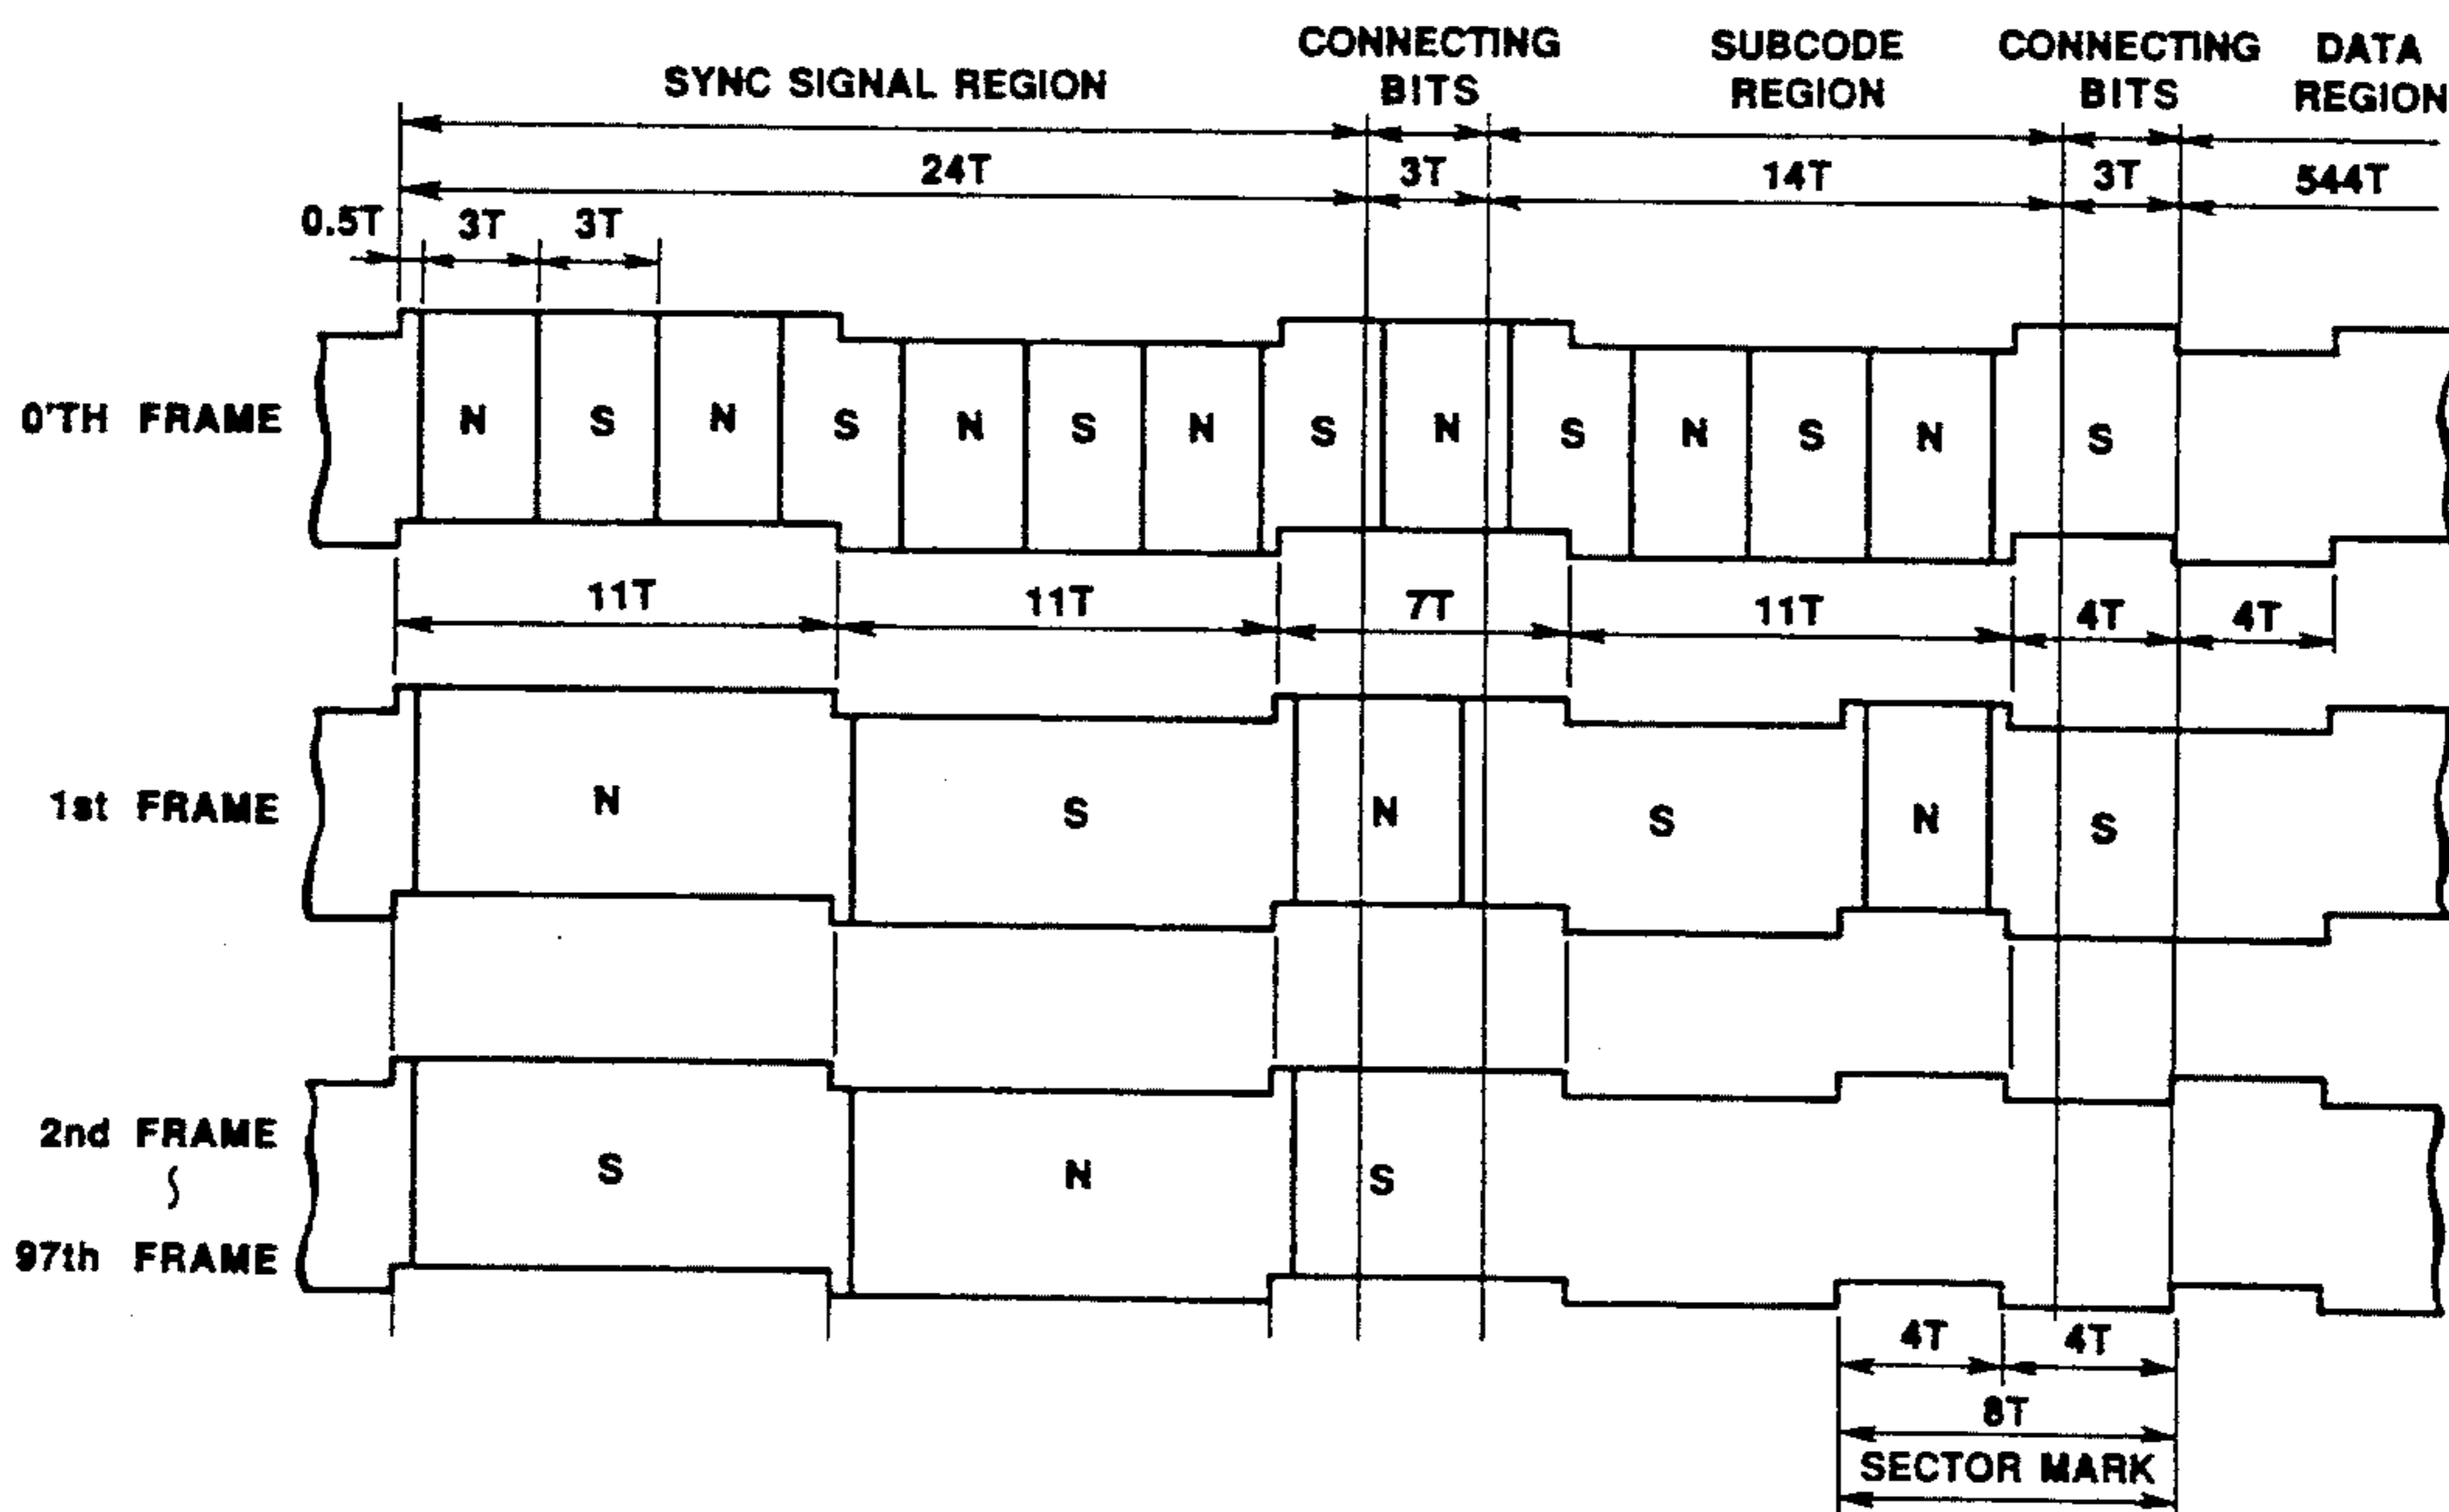 SYNC SIGNAL REGION
CONNECTING
BITS
SUBCODE
REGION
CONNECTING
BITS
DATA
REGION
24T
3T
14T
3T
544T
0.5T
3T
3T
0'TH FRAME
N
S
N
S
N
S
N
S
N
S
N
S
N
S
11T
11T
7T
11T
4T
4T
1st FRAME
N
S
N
S
N
S
2nd FRAME
97th FRAME
S
N
S
4T
4T
8T
SECTOR MARK